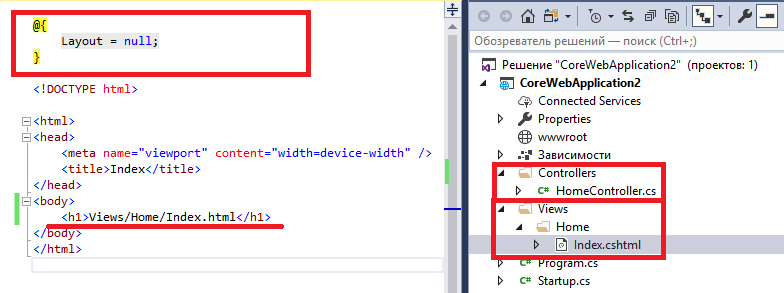 @{
Layout = null;
}
<!DOCTYPE html>
<html>
<head>
<meta name="viewport" content="width=device-width" />
<title>Index</title>
</head>
<body>
<h1>Views/Home/Index.html</h1>
</body>
</html>
Обозреватель решений — поиск (Ctrl+;)
Решение "CoreWebApplication2" (проектов: 1)
CoreWebApplication2
Connected Services
Properties
wwwroot
Зависимости
Controllers
C# HomeController.cs
Views
Home
Index.cshtml
C# Program.cs
C# Startup.cs